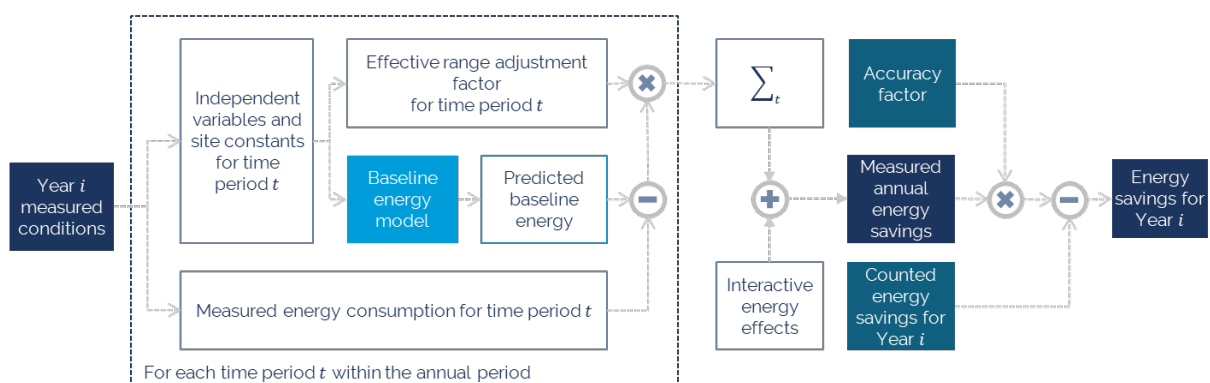 Year i
measured
conditions
Independent
variables and
site constants
for time
period t
Effective range adjustment
factor
for time period t
Baseline
energy
model
Predicted
baseline
energy
Measured energy consumption for time period t
For each time period t within the annual period
×
−
∑t
+
Interactive
energy
effects
Accuracy
factor
Measured
annual
energy
savings
Counted
energy
savings for
Year i
×
−
Energy
savings for
Year i